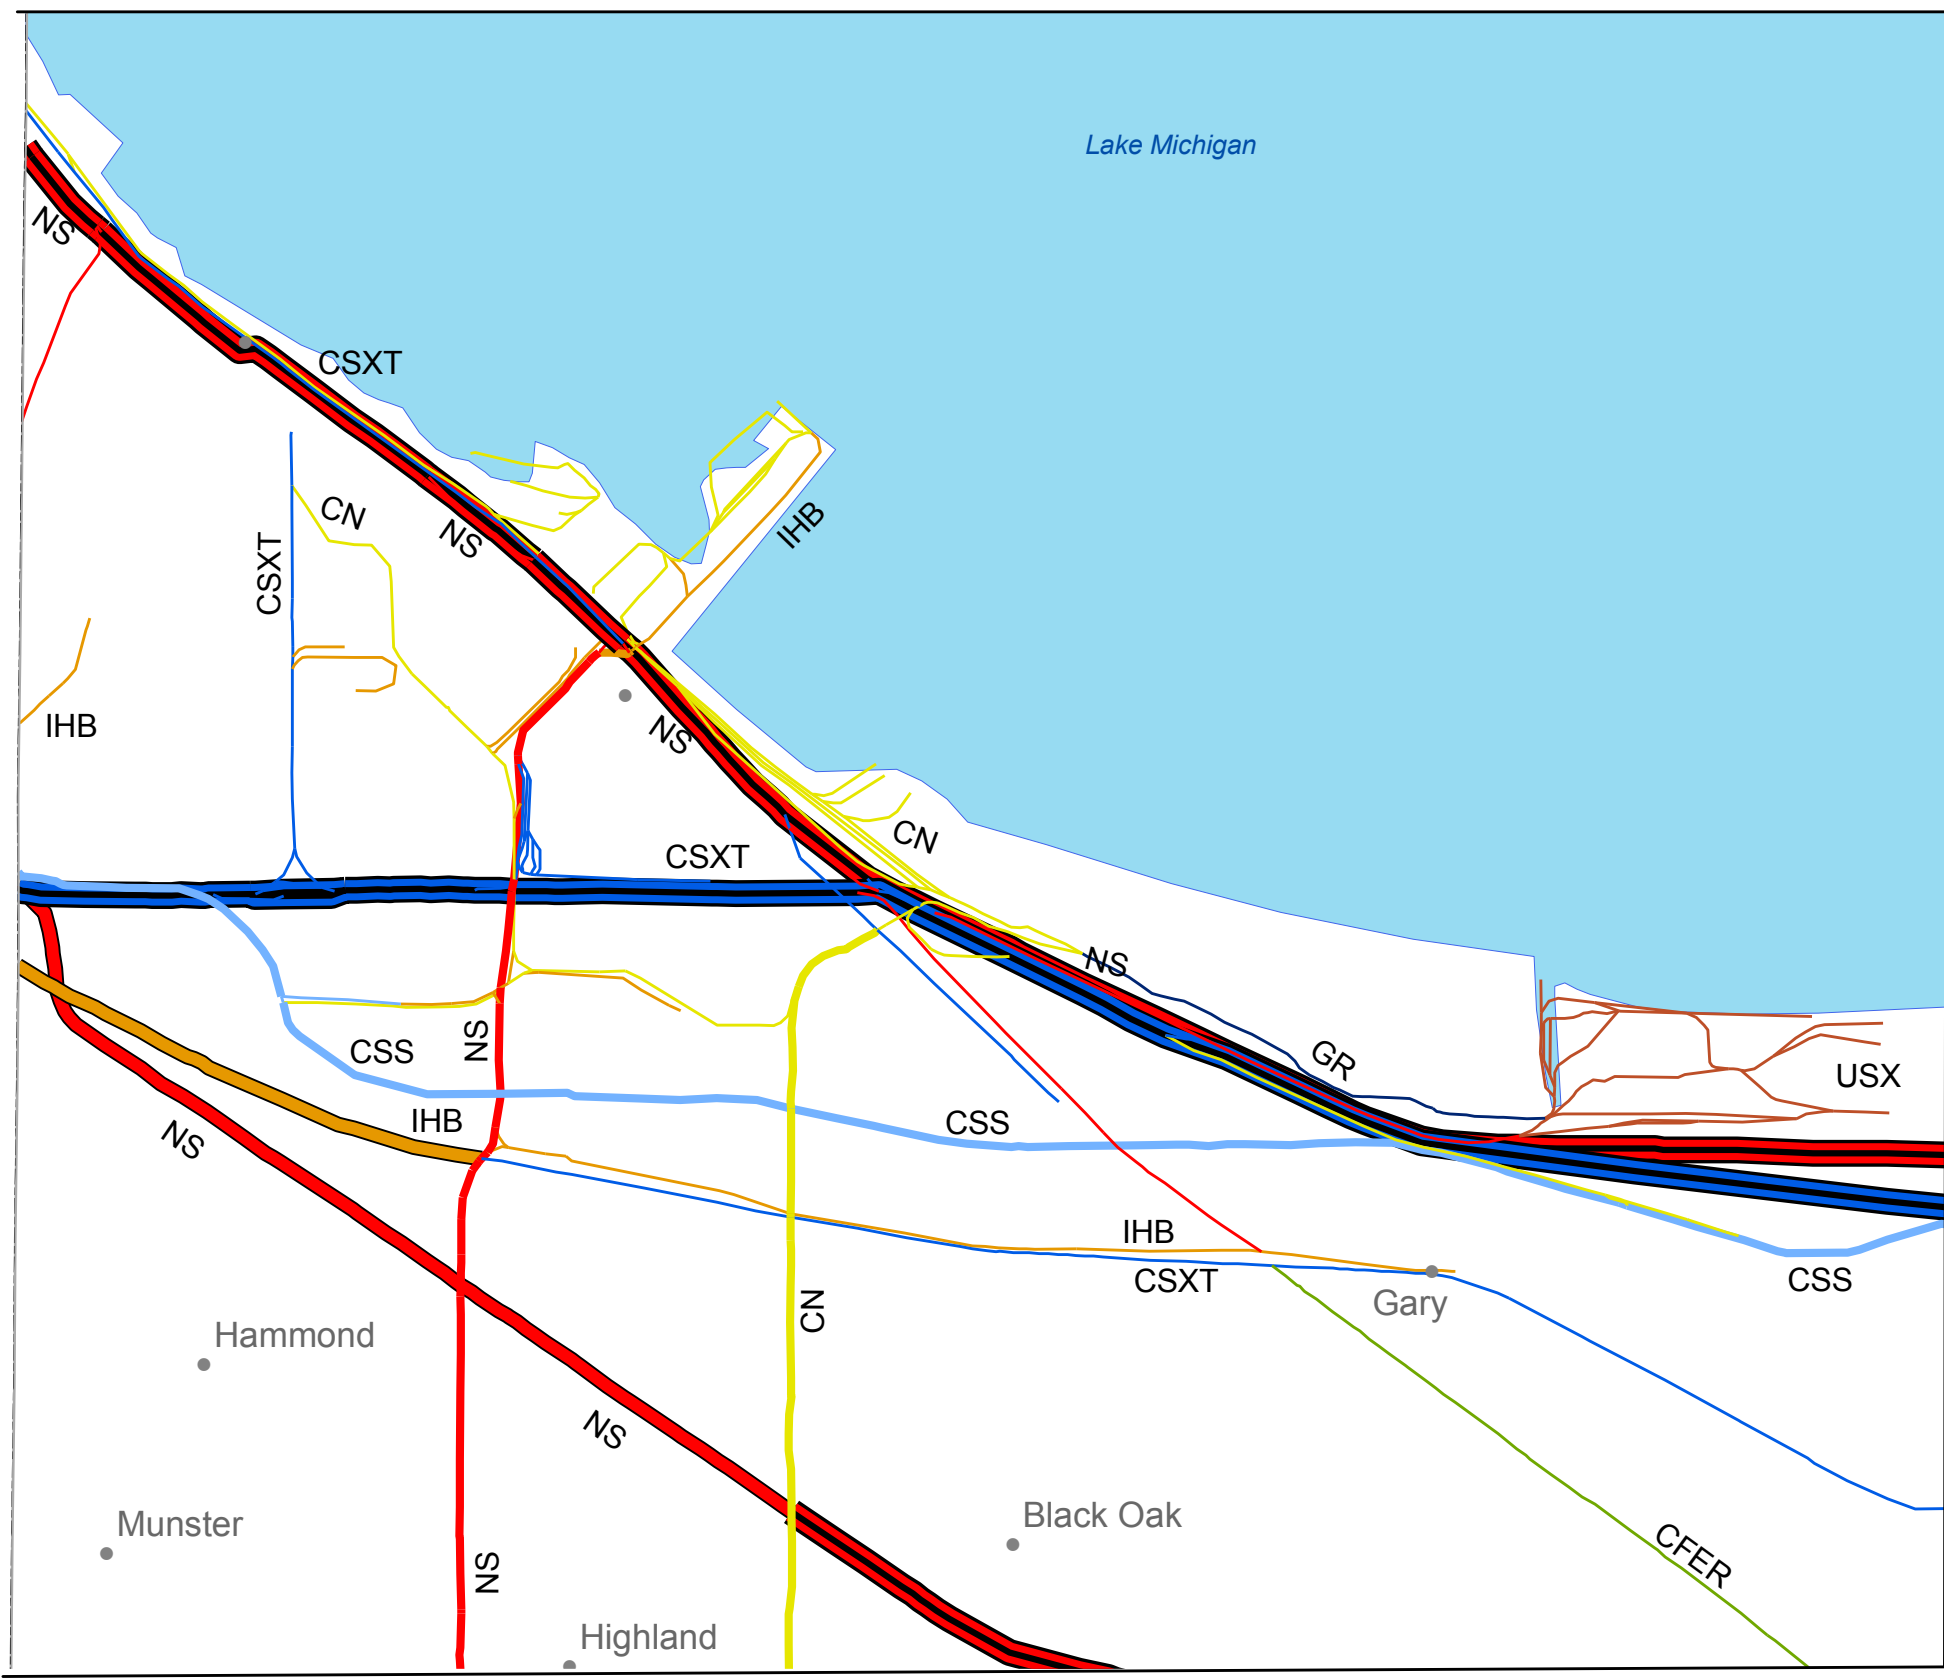 Lake Michigan
NS
CSXT
CN
NS
IHB
CSXT
IHB
NS
CN
CSXT
NS
NS
CSS
GR
USX
IHB
CSS
NS
IHB
CSXT
CSS
Gary
CN
Hammond
NS
Black Oak
Munster
CFER
NS
Highland